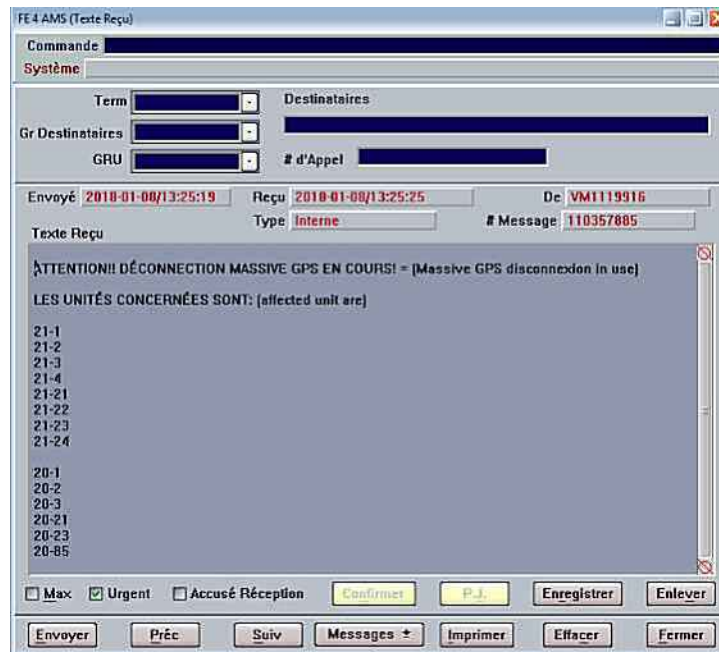 FE 4 AMS (Texte Reçu)
Commande
Système
Term
Destinataires
Gr Destinataires
GRU
# d'Appel
Envoyé 2018-01-08/13:25:19 Reçu 2018-01-08/13:25:25 De VM1119916
Type Interne # Message 110357885
Texte Reçu
ATTENTION!! DÉCONNECTION MASSIVE GPS EN COURS! = (Massive GPS disconnexion in use)
LES UNITÉS CONCERNÉES SONT: (affected unit are)
21-1
21-2
21-3
21-4
21-21
21-22
21-23
21-24
20-1
20-2
20-3
20-21
20-23
20-85
Max Urgent Accusé Réception Confirmer P.J. Enregistrer Enlever
Envoyer Préc Suiv Messages ± Imprimer Effacer Fermer